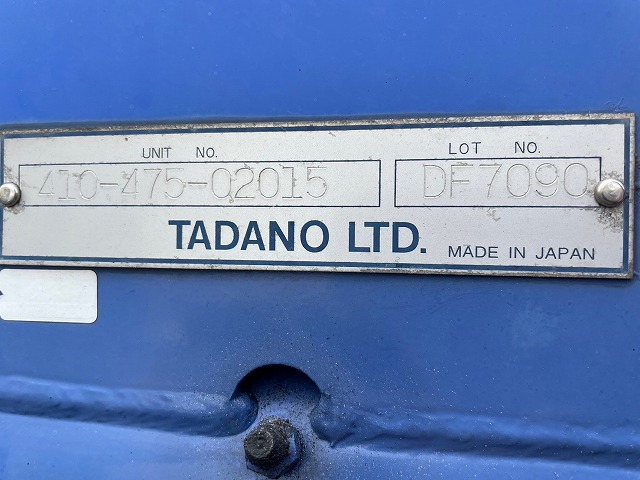 UNIT NO. LOT NO.
410-475-02015 DF7090
TADANO LTD. MADE IN JAPAN